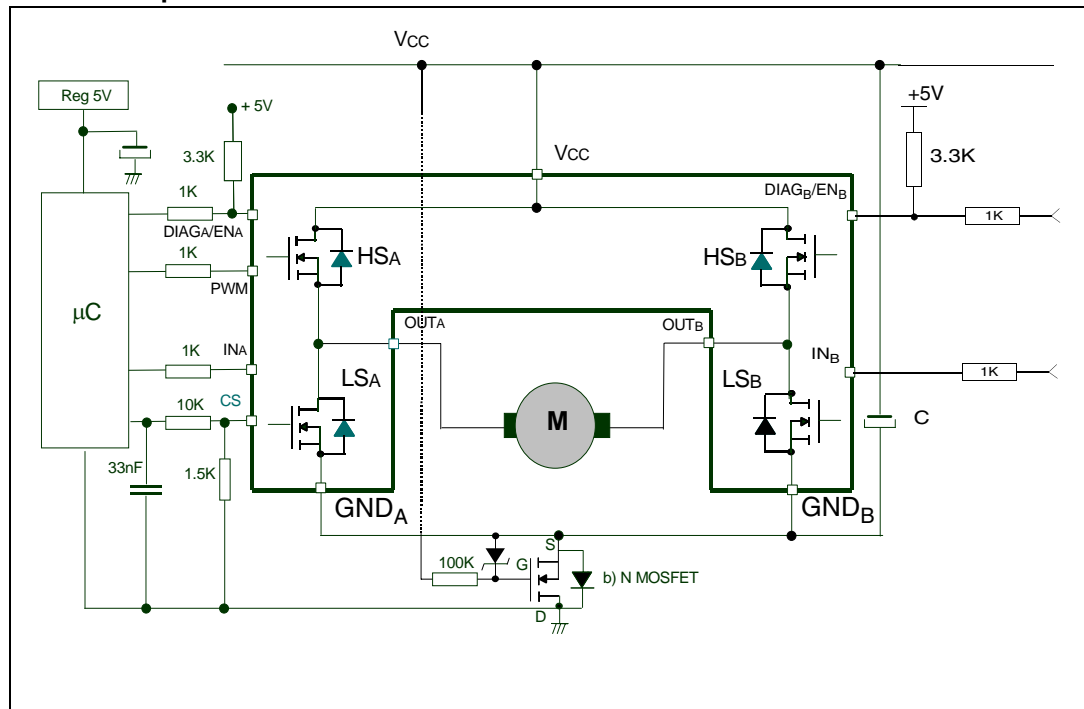 VCC
Reg 5V
+ 5V
+5V
3.3K
VCC
3.3K
1K
DIAGB/ENB
DIAGA/ENA
1K
1K
HSA
HSB
PWM
µC
OUTA
OUTB
1K
INA
INB
LSA
LSB
1K
10K
CS
M
C
33nF
1.5K
GNDA
GNDB
100K
S
G
b) N MOSFET
D